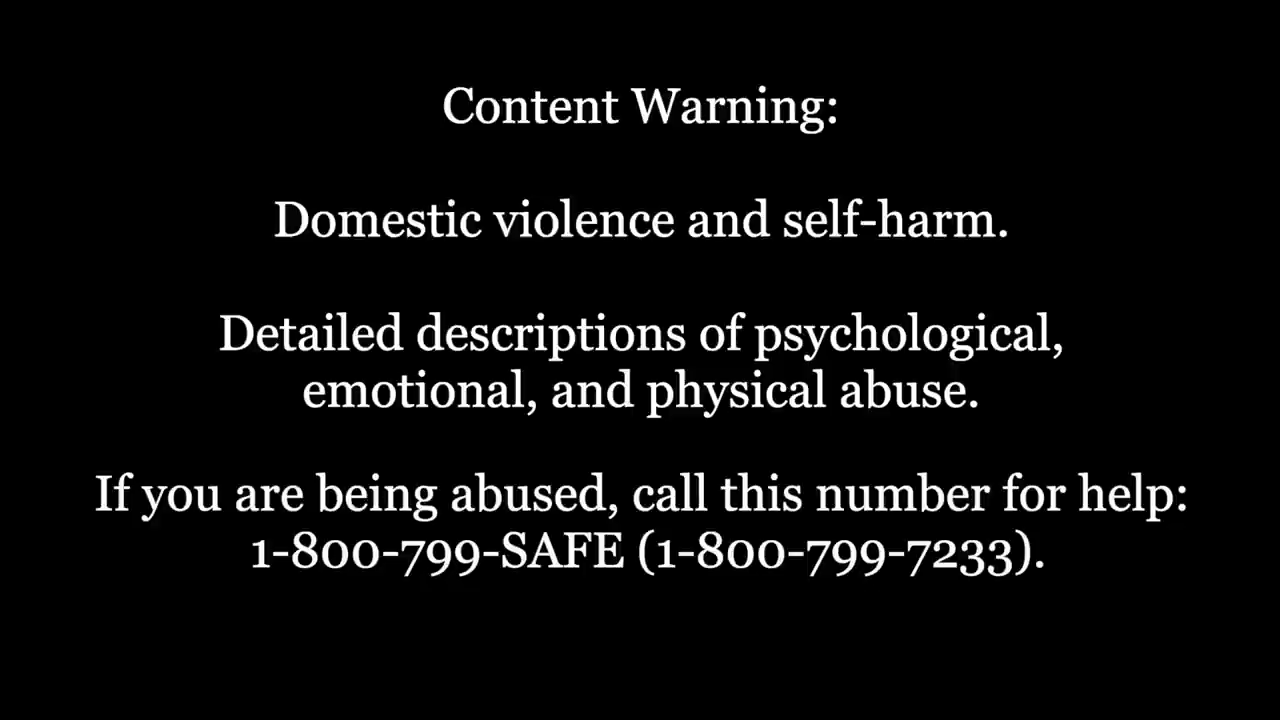 Content Warning:
Domestic violence and self-harm.
Detailed descriptions of psychological,
emotional, and physical abuse.
If you are being abused, call this number for help:
1-800-799-SAFE (1-800-799-7233).